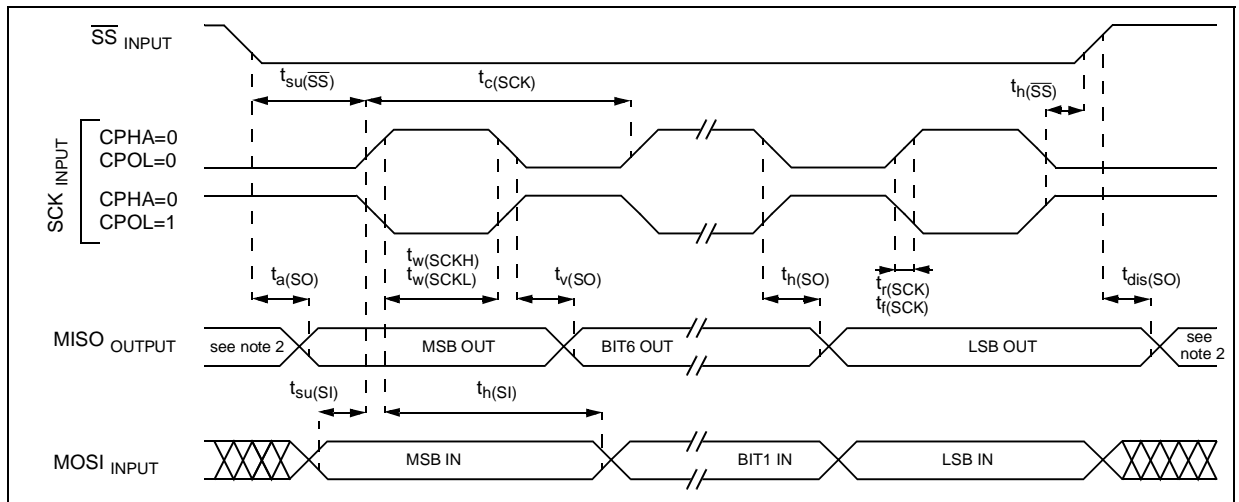 SS INPUT
tsu(SS)
tc(SCK)
th(SS)
SCK INPUT
CPHA=0
CPOL=0
CPHA=0
CPOL=1
ta(SO)
tw(SCKH)
tw(SCKL)
tv(SO)
th(SO)
tr(SCK)
tf(SCK)
tdis(SO)
MISO OUTPUT
see note 2
MSB OUT
BIT6 OUT
LSB OUT
see
note 2
tsu(SI)
th(SI)
MOSI INPUT
MSB IN
BIT1 IN
LSB IN